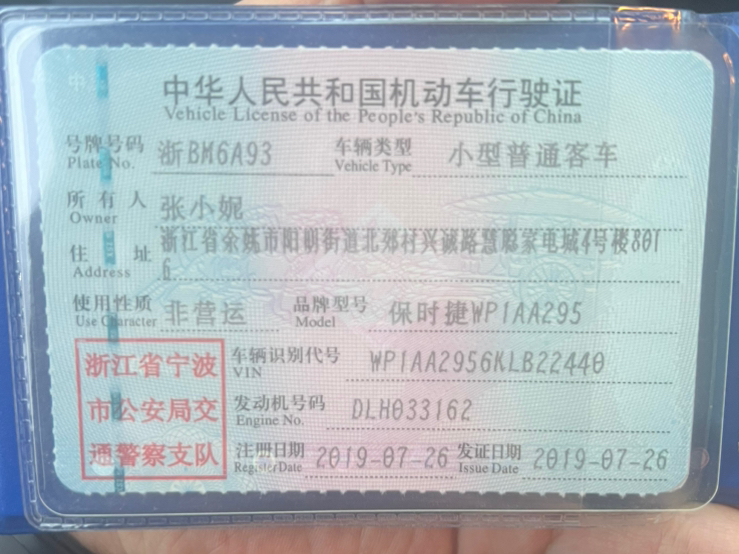 中华人民共和国机动车行驶证
Vehicle License of the People's Republic of China
号牌号码 浙BM6A93 车辆类型 小型普通客车
Plate No. Vehicle Type
所有人 张小妮
Owner
住址 浙江省余姚市阳明街道北郊村兴诚路慧聪家电城4号楼801
Address 6
使用性质 非营运 品牌型号 保时捷WP1AA295
Use Character Model
浙江省宁波 车辆识别代号 WP1AA2956KLB22440
VIN
市公安局交 发动机号码 DLH033162
Engine No.
通警察支队 注册日期 2019-07-26 发证日期 2019-07-26
Register Date Issue Date